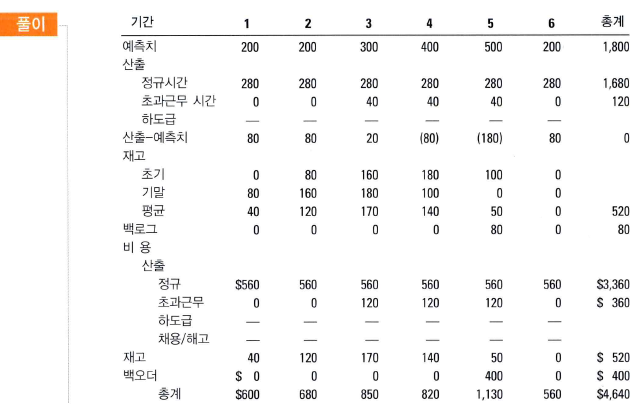 풀이
기간 1 2 3 4 5 6 총계
예측치 200 200 300 400 500 200 1,800
산출
정규시간 280 280 280 280 280 280 1,680
초과근무 시간 0 0 40 40 40 0 120
하도급 — — — — — —
산출–예측치 80 80 20 (80) (180) 80 0
재고
초기 0 80 160 180 100 0
기말 80 160 180 100 0 0
평균 40 120 170 140 50 0 520
백로그 0 0 0 0 80 0 80
비 용
산출
정규 $560 560 560 560 560 560 $3,360
초과근무 0 0 120 120 120 0 $ 360
하도급 — — — — — —
채용/해고 — — — — — —
재고 40 120 170 140 50 0 $ 520
백오더 $ 0 0 0 0 400 0 $ 400
총계 $600 680 850 820 1,130 560 $4,640